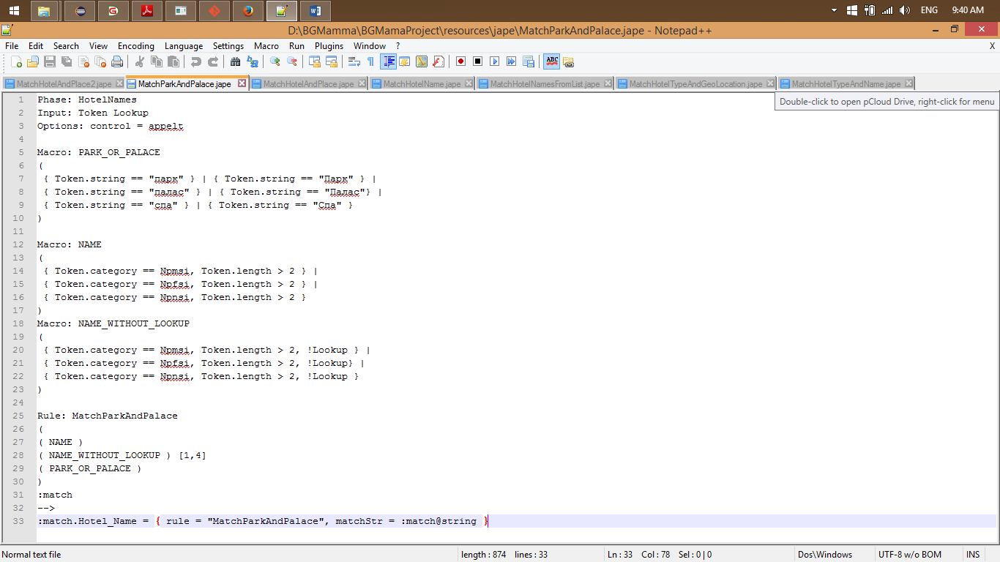 ENG 9:40 AM
D:\BGMamma\BGMamaProject\resources\jape\MatchParkAndPalace.jape - Notepad++
File Edit Search View Encoding Language Settings Macro Run Plugins Window ? X
ABC
MatchHotelAndPlace2.jape MatchParkAndPalace.jape MatchHotelAndPlace.jape MatchHotelName.jape MatchHotelNamesFromList.jape MatchHotelTypeAndGeoLocation.jape MatchHotelTypeAndName.jape
Double-click to open pCloud Drive, right-click for menu
1 Phase: HotelNames
2 Input: Token Lookup
3 Options: control = appelt
4
5 Macro: PARK_OR_PALACE
6 (
7 { Token.string == "парк" } | { Token.string == "Парк" } |
8 { Token.string == "палас" } | { Token.string == "Палас"} |
9 { Token.string == "спа" } | { Token.string == "Спа" }
10 )
11
12 Macro: NAME
13 (
14 { Token.category == Npmsi, Token.length > 2 } |
15 { Token.category == Npfsi, Token.length > 2 } |
16 { Token.category == Npnsi, Token.length > 2 }
17 )
18 Macro: NAME_WITHOUT_LOOKUP
19 (
20 { Token.category == Npmsi, Token.length > 2, !Lookup } |
21 { Token.category == Npfsi, Token.length > 2, !Lookup} |
22 { Token.category == Npnsi, Token.length > 2, !Lookup }
23 )
24
25 Rule: MatchParkAndPalace
26 (
27 ( NAME )
28 ( NAME_WITHOUT_LOOKUP ) [1,4]
29 ( PARK_OR_PALACE )
30 )
31 :match
32 -->
33 :match.Hotel_Name = { rule = "MatchParkAndPalace", matchStr = :match@string }
Normal text file length : 874 lines : 33 Ln : 33 Col : 78 Sel : 0 | 0 Dos\Windows UTF-8 w/o BOM INS